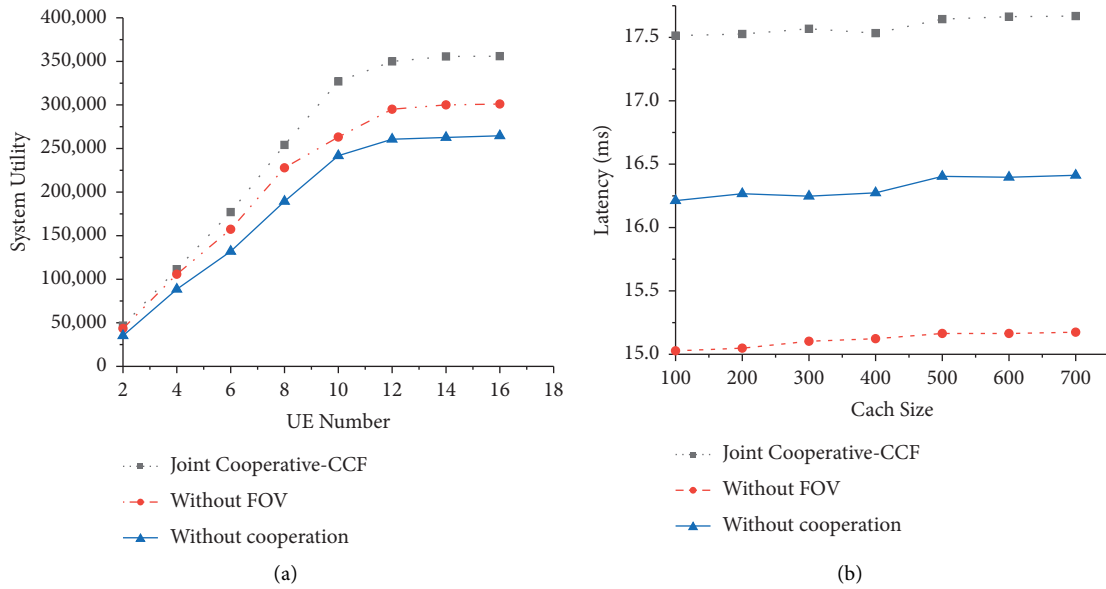 400,000
350,000
300,000
250,000
200,000
150,000
100,000
50,000
0
System Utility
2 4 6 8 10 12 14 16 18
UE Number
Joint Cooperative-CCF
Without FOV
Without cooperation
(a)
17.5
17.0
16.5
16.0
15.5
15.0
Latency (ms)
100 200 300 400 500 600 700
Cach Size
Joint Cooperative-CCF
Without FOV
Without cooperation
(b)